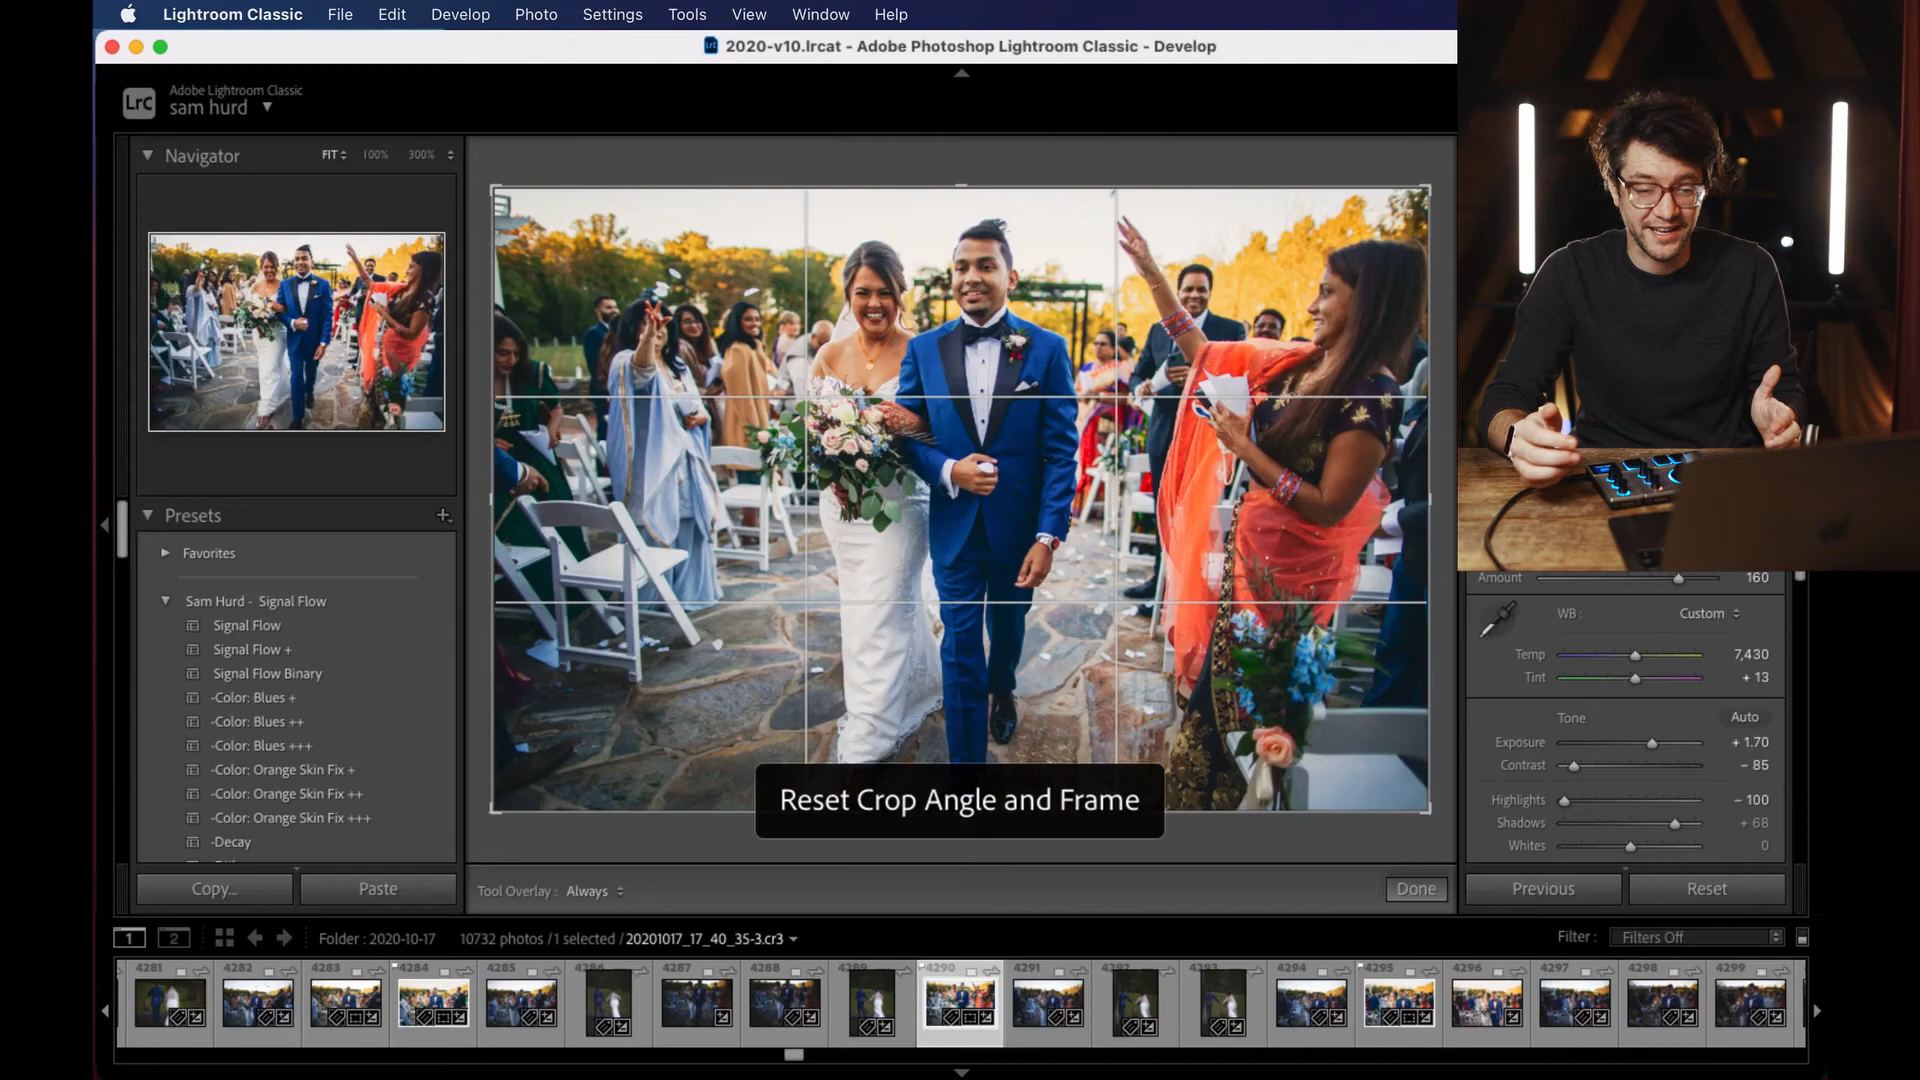 Lightroom Classic File Edit Develop Photo Settings Tools View Window Help
2020-v10.lrcat - Adobe Photoshop Lightroom Classic - Develop
LrC
Adobe Lightroom Classic
sam hurd
Navigator FIT 100% 300%
Presets
Favorites
Sam Hurd - Signal Flow
Signal Flow
Signal Flow +
Signal Flow Binary
-Color: Blues +
-Color: Blues ++
-Color: Blues +++
-Color: Orange Skin Fix +
-Color: Orange Skin Fix ++
-Color: Orange Skin Fix +++
-Decay
Copy... Paste
Reset Crop Angle and Frame
Tool Overlay : Always Done
Amount 160
WB : Custom
Temp 7,430
Tint + 13
Tone Auto
Exposure + 1.70
Contrast - 85
Highlights - 100
Shadows + 68
Whites 0
Previous Reset
1 2 Folder : 2020-10-17 10732 photos / 1 selected / 20201017_17_40_35-3.cr3 Filter : Filters Off
4281 4282 4283 4284 4285 4286 4287 4288 4289 4290 4291 4292 4293 4294 4295 4296 4297 4298 4299